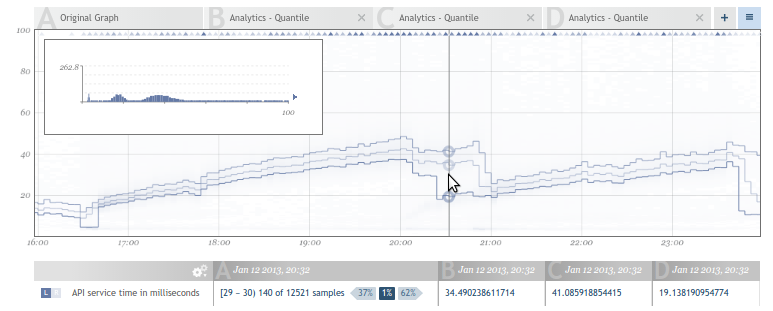 A Original Graph
B Analytics - Quantile ×
C Analytics - Quantile ×
D Analytics - Quantile ×
+ ≡
100
80
60
40
20
262.8
100
16:00 17:00 18:00 19:00 20:00 21:00 22:00 23:00
A Jan 12 2013, 20:32
B Jan 12 2013, 20:32
C Jan 12 2013, 20:32
D Jan 12 2013, 20:32
L API service time in milliseconds
[29 – 30) 140 of 12521 samples 37% 1% 62%
34.490238611714
41.085918854415
19.138190954774